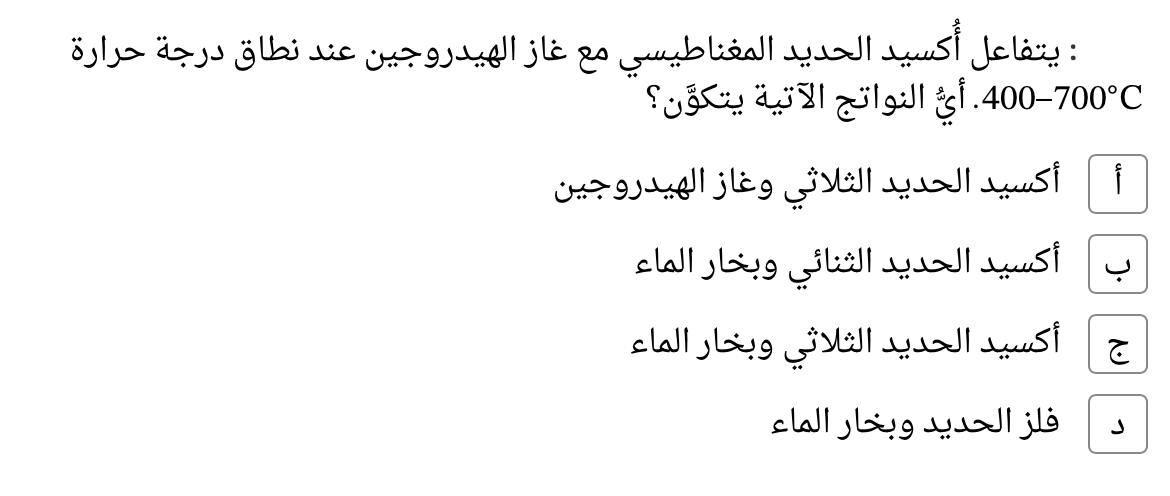 : يتفاعل أُكسيد الحديد المغناطيسي مع غاز الهيدروجين عند نطاق درجة حرارة
400–700°C. أيُّ النواتج الآتية يتكوَّن؟
أ أكسيد الحديد الثلاثي وغاز الهيدروجين
ب أكسيد الحديد الثنائي وبخار الماء
ج أكسيد الحديد الثلاثي وبخار الماء
د فلز الحديد وبخار الماء